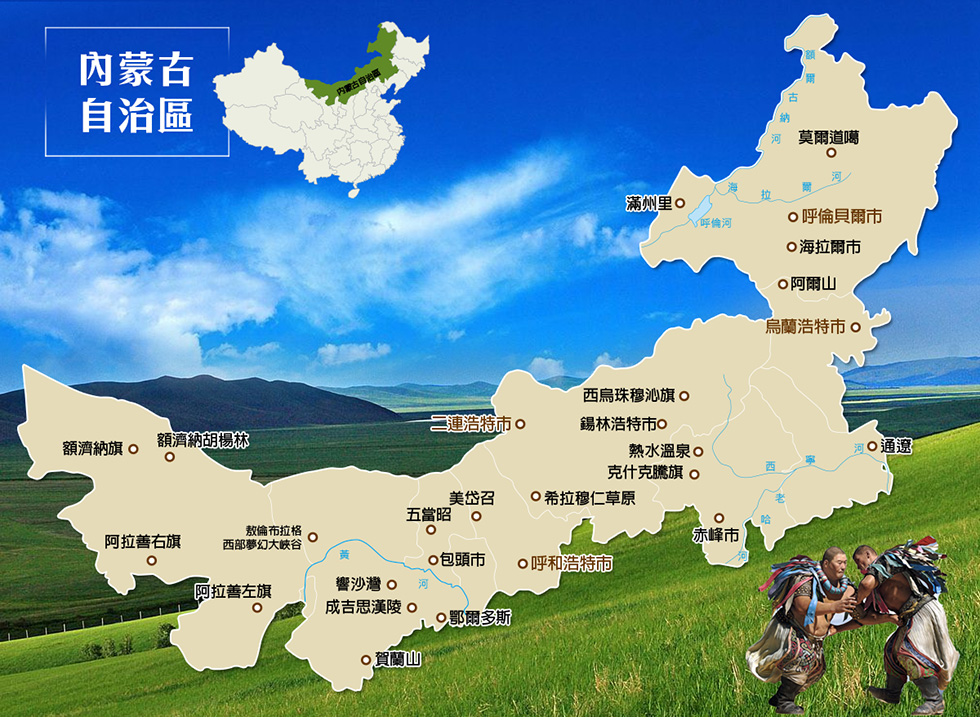 內蒙古
自治區
內蒙古自治區
額爾古納河
莫爾道噶
海拉爾河
滿州里
呼倫河
呼倫貝爾市
海拉爾市
阿爾山
烏蘭浩特市
西烏珠穆沁旗
二連浩特市
錫林浩特市
額濟納旗
額濟納胡楊林
熱水溫泉
通遼
西寧河
克什克騰旗
美岱召
希拉穆仁草原
老哈河
五當昭
赤峰市
敖倫布拉格
西部夢幻大峽谷
阿拉善右旗
黃河
包頭市
呼和浩特市
響沙灣
阿拉善左旗
成吉思漢陵
鄂爾多斯
賀蘭山